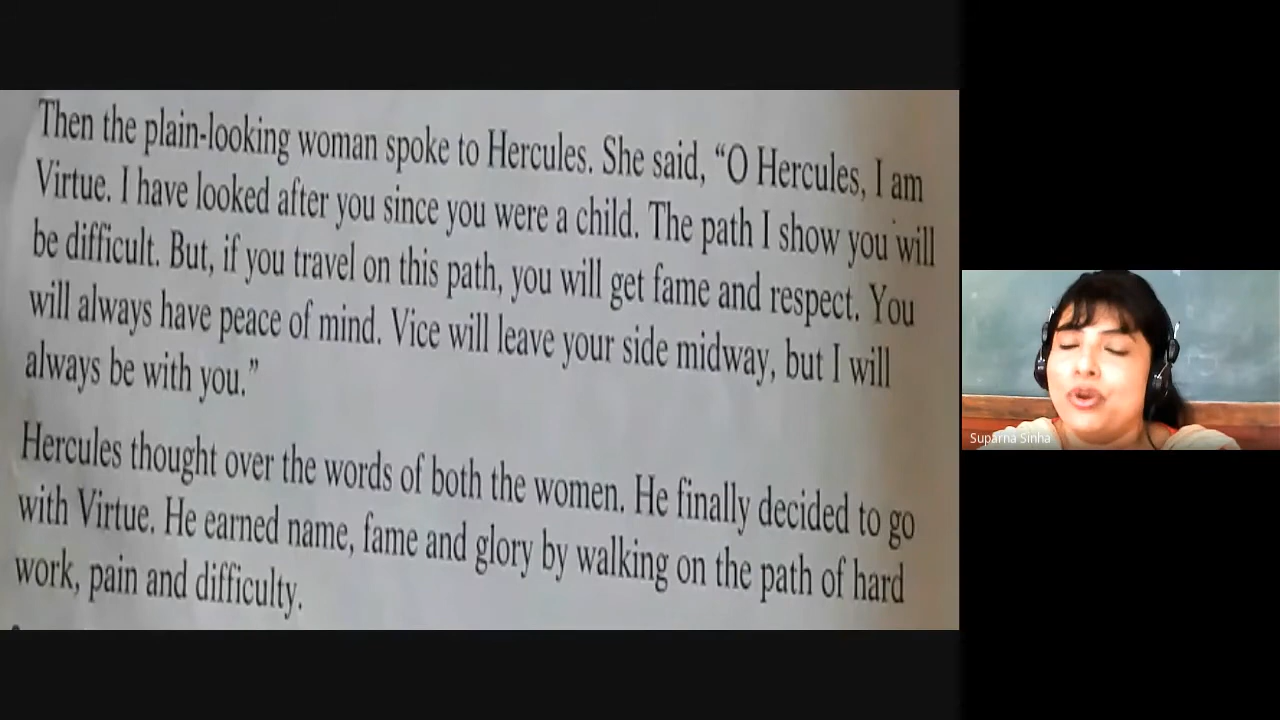 Then the plain-looking woman spoke to Hercules. She said, “O Hercules, I am
Virtue. I have looked after you since you were a child. The path I show you will
be difficult. But, if you travel on this path, you will get fame and respect. You
will always have peace of mind. Vice will leave your side midway, but I will
always be with you.”
Hercules thought over the words of both the women. He finally decided to go
with Virtue. He earned name, fame and glory by walking on the path of hard
work, pain and difficulty.
Suparna Sinha